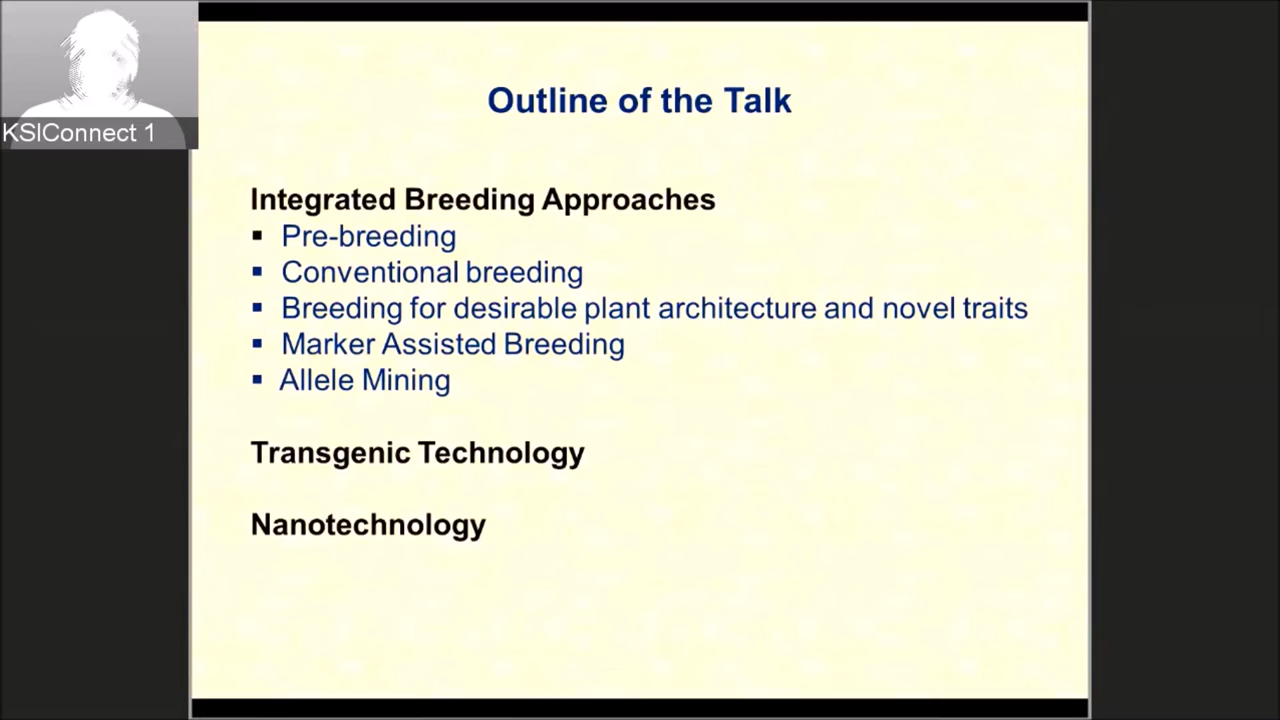 KSIConnect 1
Outline of the Talk
Integrated Breeding Approaches
▪ Pre-breeding
▪ Conventional breeding
▪ Breeding for desirable plant architecture and novel traits
▪ Marker Assisted Breeding
▪ Allele Mining
Transgenic Technology
Nanotechnology